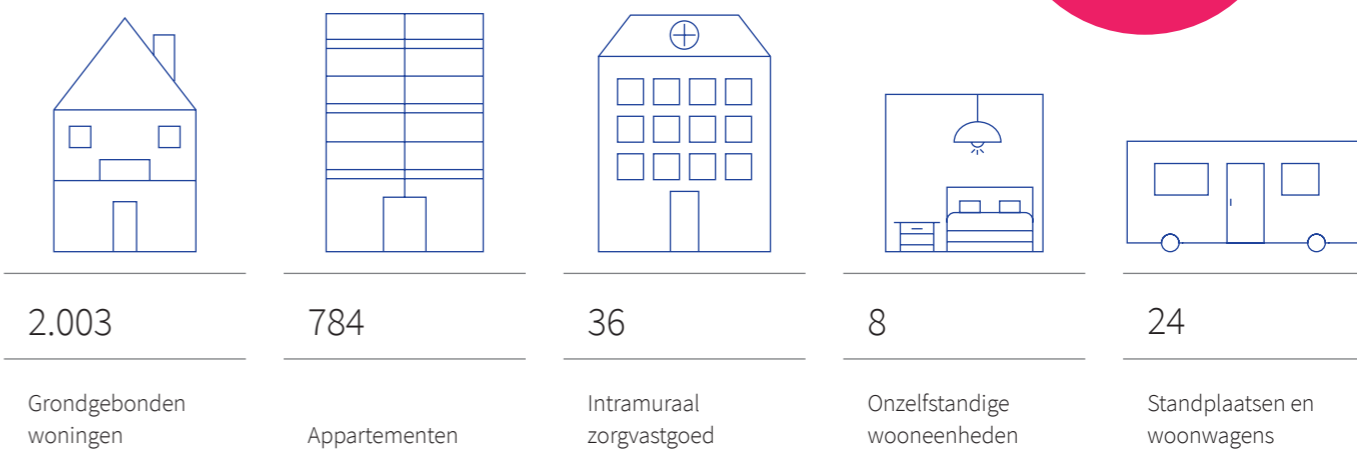 2.003
784
36
8
24
Grondgebonden
woningen
Appartementen
Intramuraal
zorgvastgoed
Onzelfstandige
wooneenheden
Standplaatsen en
woonwagens